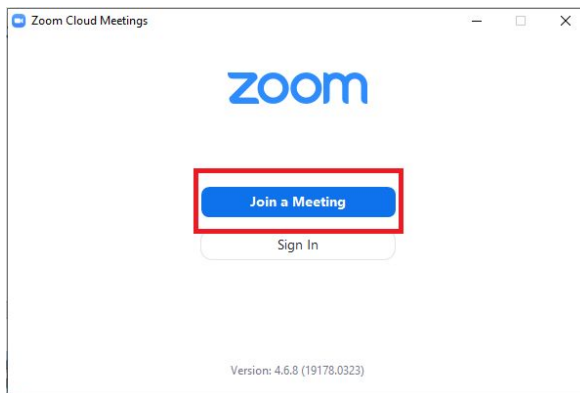 Zoom Cloud Meetings
zoom
Join a Meeting
Sign In
Version: 4.6.8 (19178.0323)